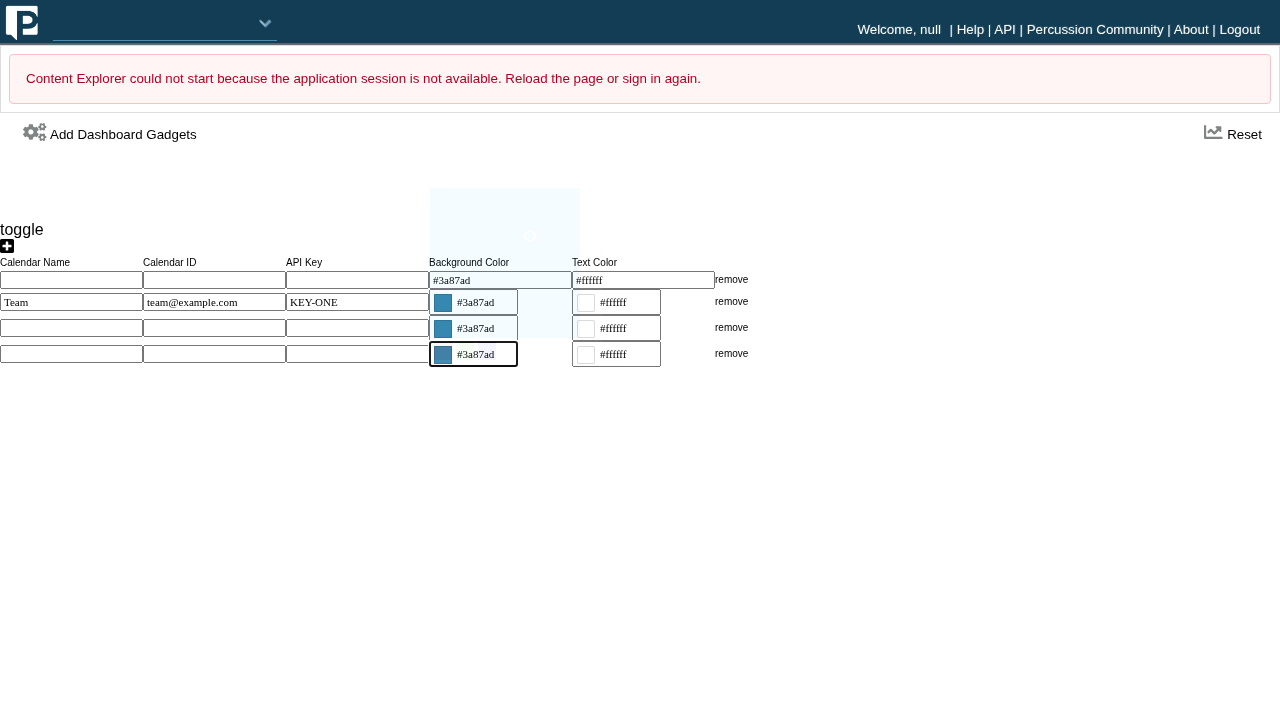 Welcome, null | Help | API | Percussion Community | About | Logout
Content Explorer could not start because the application session is not available. Reload the page or sign in again.
Add Dashboard Gadgets
Reset
toggle
Calendar Name Calendar ID API Key Background Color Text Color
#3a87ad #ffffff remove
Team team@example.com KEY-ONE #3a87ad #ffffff remove
#3a87ad #ffffff remove
#3a87ad #ffffff remove